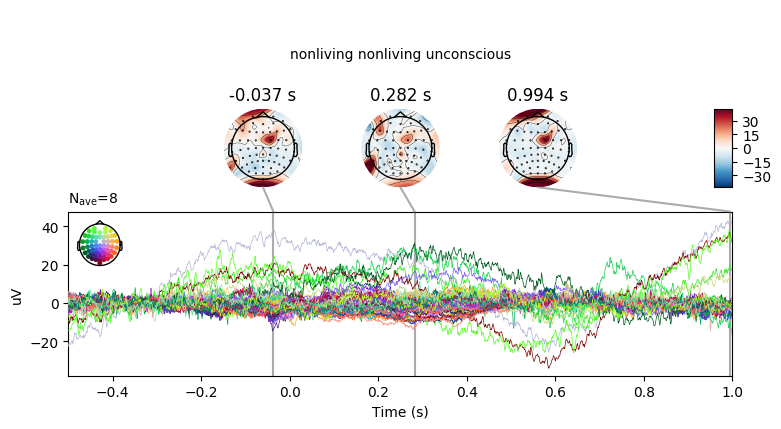 nonliving nonliving unconscious
-0.037 s 0.282 s 0.994 s
30
15
0
−15
−30
Nave=8
40
20
0
−20
uV
−0.4 −0.2 0.0 0.2 0.4 0.6 0.8 1.0
Time (s)